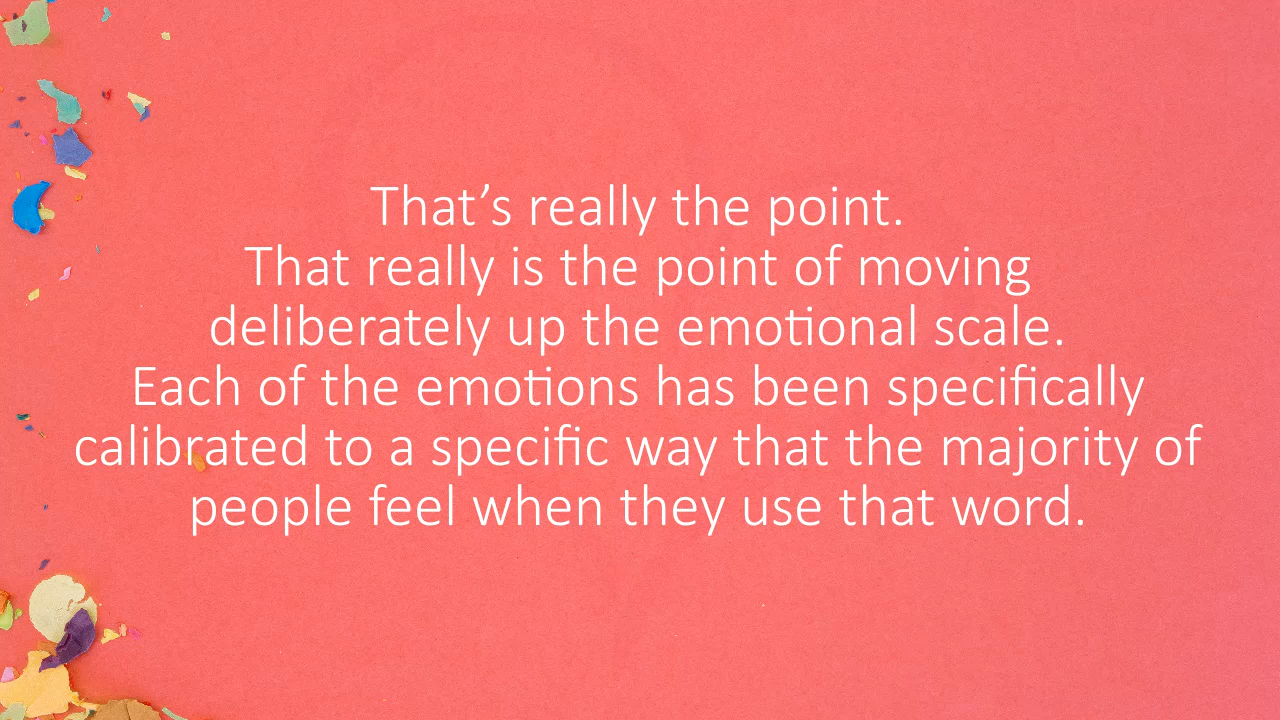 That’s really the point.
That really is the point of moving
deliberately up the emotional scale.
Each of the emotions has been specifically
calibrated to a specific way that the majority of
people feel when they use that word.